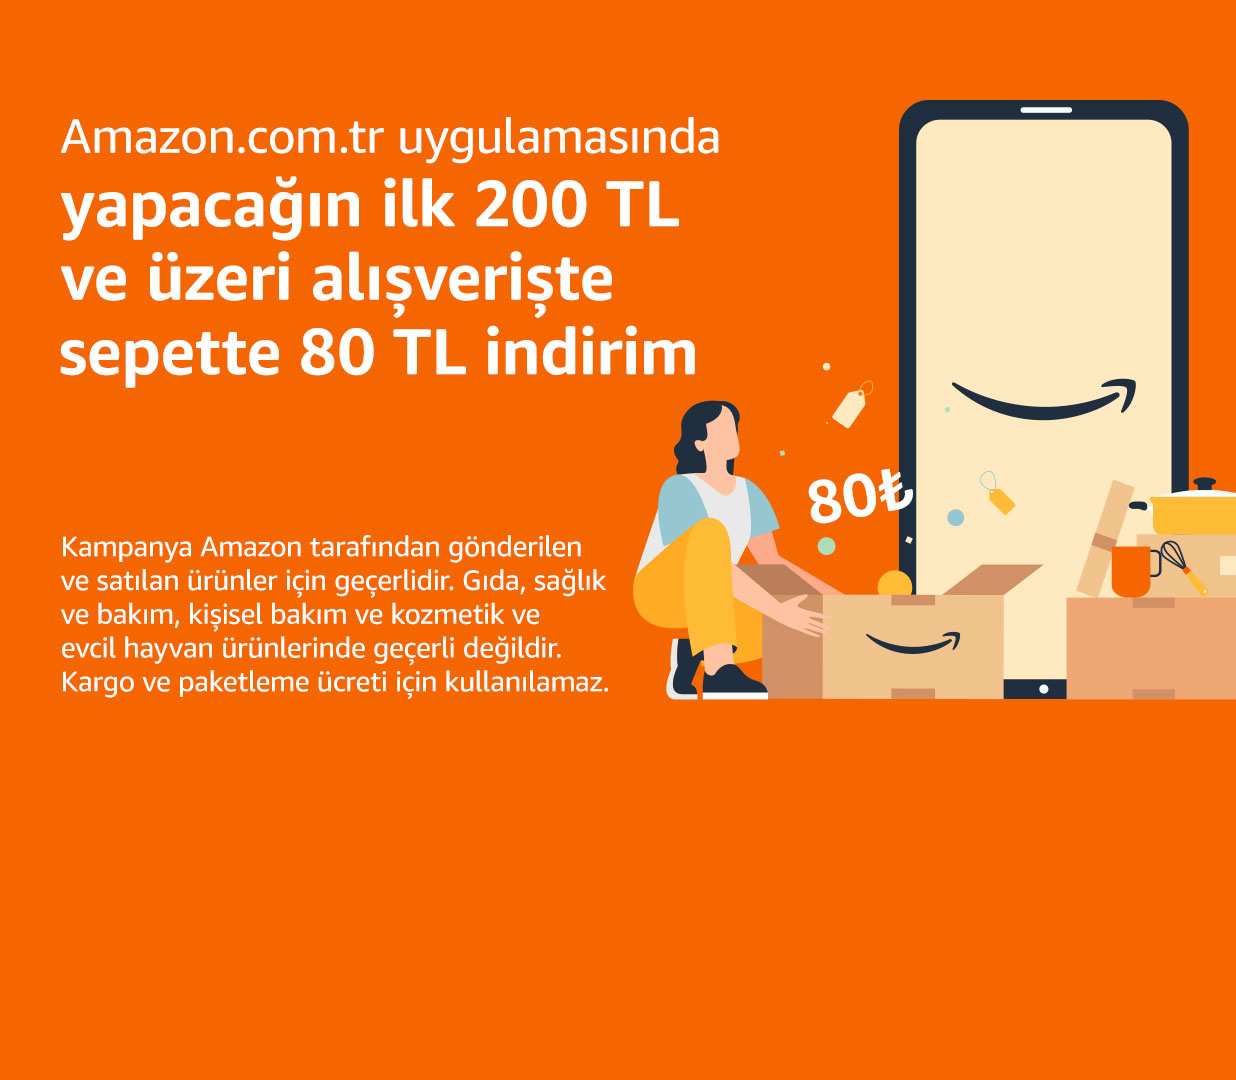 Amazon.com.tr uygulamasında
yapacağın ilk 200 TL
ve üzeri alışverişte
sepette 80 TL indirim
80₺
Kampanya Amazon tarafından gönderilen
ve satılan ürünler için geçerlidir. Gıda, sağlık
ve bakım, kişisel bakım ve kozmetik ve
evcil hayvan ürünlerinde geçerli değildir.
Kargo ve paketleme ücreti için kullanılamaz.